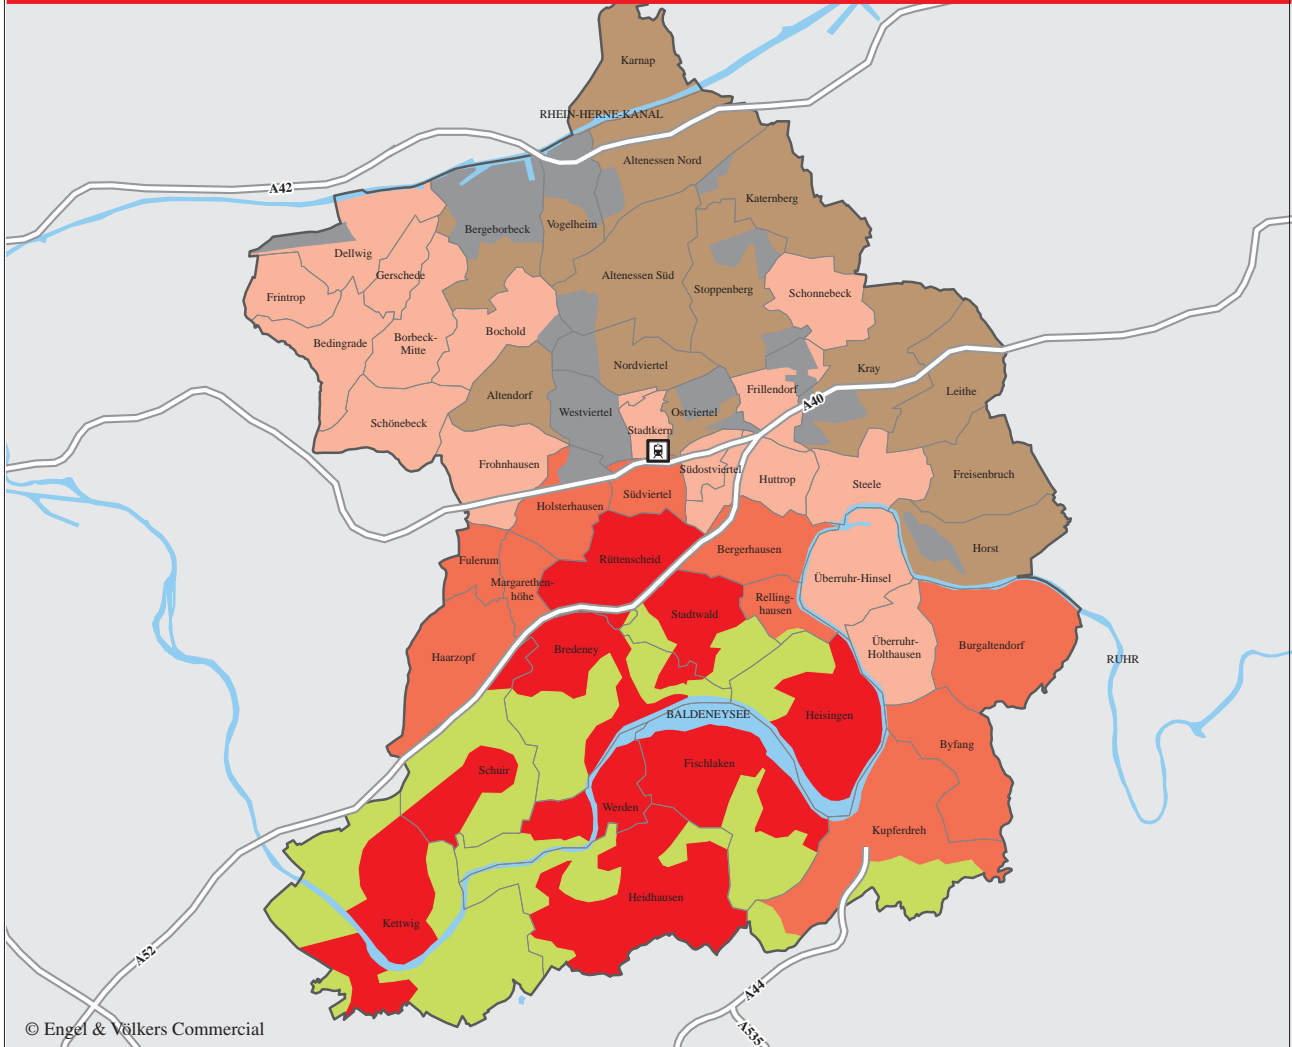 Karnap
RHEIN-HERNE-KANAL
Altenessen Nord
A42
Katernberg
Vogelheim
Bergeborbeck
Dellwig
Gerschede
Altenessen Süd
Stoppenberg
Schonnebeck
Frintrop
Bochold
Borbeck-
Mitte
Bedingrade
Nordviertel
Kray
Frillendorf
Leithe
Altendorf
A40
Westviertel
Ostviertel
Schönebeck
Stadtkern
Frohnhausen
Südostviertel
Freisenbruch
Huttrop
Steele
Südviertel
Holsterhausen
Horst
Bergerhausen
Fulerum
Rüttenscheid
Überruhr-Hinsel
Margarethen-
höhe
Relling-
hausen
Stadtwald
Überruhr-
Holthausen
Burgaltendorf
Bredeney
Haarzopf
RUHR
BALDENEYSEE
Heisingen
Byfang
Fischlaken
Schuir
Werden
Kupferdreh
Heidhausen
Kettwig
A52
A44
A535
© Engel & Völkers Commercial